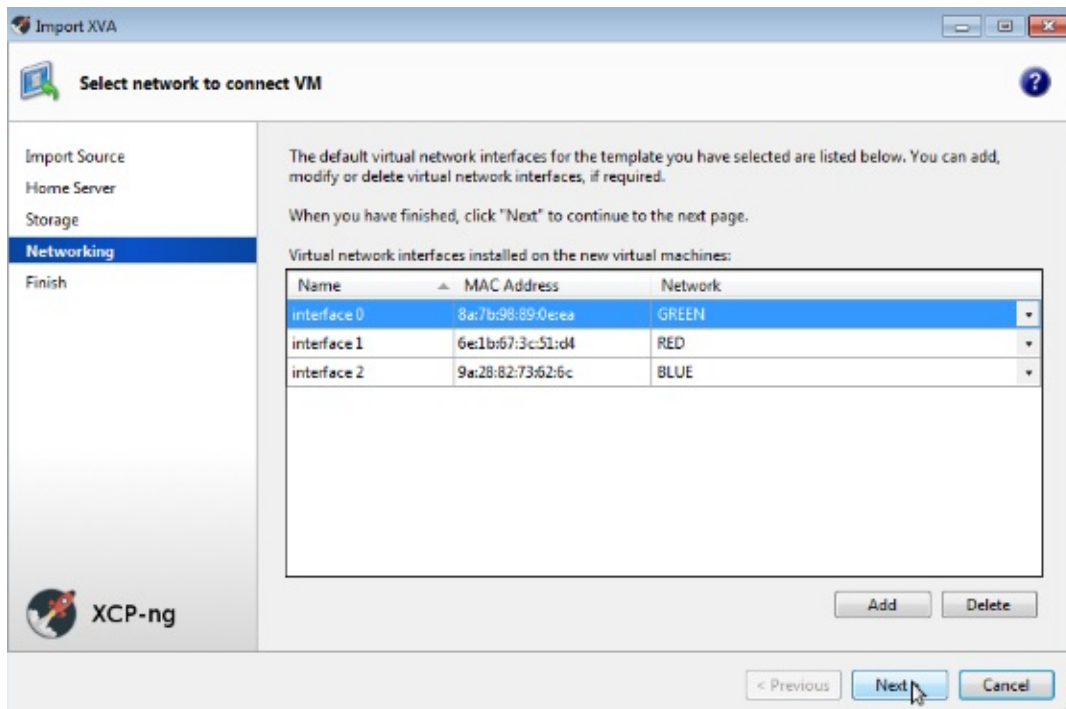 Import XVA
Select network to connect VM
?
Import Source
Home Server
Storage
Networking
Finish
The default virtual network interfaces for the template you have selected are listed below. You can add,
modify or delete virtual network interfaces, if required.
When you have finished, click "Next" to continue to the next page.
Virtual network interfaces installed on the new virtual machines:
Name MAC Address Network
interface 0 8a:7b:98:89:0e:ea GREEN
interface 1 6e:1b:67:3c:51:d4 RED
interface 2 9a:28:82:73:62:6c BLUE
Add Delete
XCP-ng
< Previous Next > Cancel